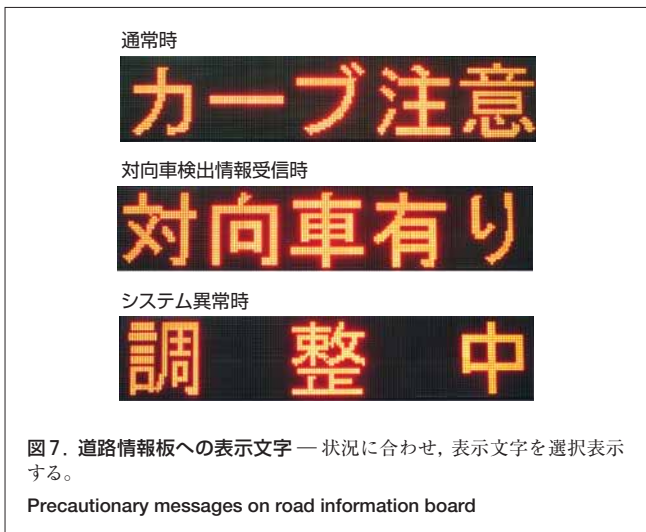 通常時
カーブ注意
対向車検出情報受信時
対向車有り
システム異常時
調整中
図7. 道路情報板への表示文字 — 状況に合わせ, 表示文字を選択表示
する。
Precautionary messages on road information board